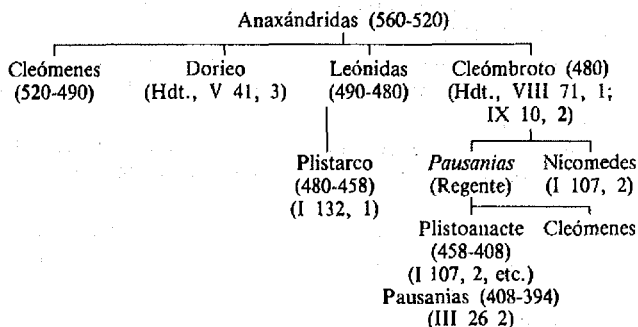 Anaxándridas (560-520)
Cleómenes Dorieo Leónidas Cleómbroto (480)
(520-490) (Hdt., V 41, 3) (490-480) (Hdt., VIII 71, 1;
IX 10, 2)
Plistarco Pausanias Nicomedes
(480-458) (Regente) (I 107, 2)
(I 132, 1)
Plistoanacte Cleómenes
(458-408)
(I 107, 2, etc.)
Pausanias (408-394)
(III 26 2)